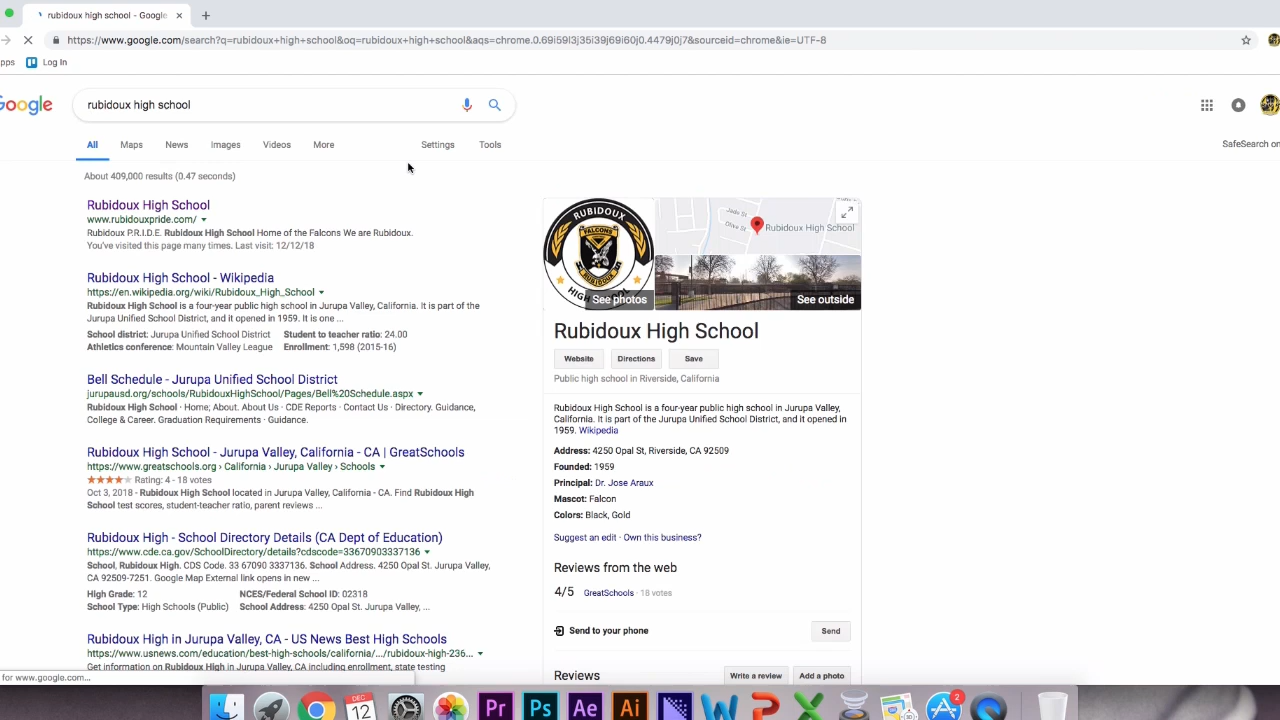 rubidoux high school - Google
https://www.google.com/search?q=rubidoux+high+school&oq=rubidoux+high+school&aqs=chrome.0.69i59l3j35i39j69i60j0.4479j0j7&sourceid=chrome&ie=UTF-8
pps Log In
Google rubidoux high school
All Maps News Images Videos More Settings Tools
SafeSearch on
About 409,000 results (0.47 seconds)
Rubidoux High School
www.rubidouxpride.com/
Rubidoux P.R.I.D.E. Rubidoux High School Home of the Falcons We are Rubidoux.
You've visited this page many times. Last visit: 12/12/18
Rubidoux High School - Wikipedia
https://en.wikipedia.org/wiki/Rubidoux_High_School
Rubidoux High School is a four-year public high school in Jurupa Valley, California. It is part of the
Jurupa Unified School District, and it opened in 1959. It is one ...
School district: Jurupa Unified School District Student to teacher ratio: 24.00
Athletics conference: Mountain Valley League Enrollment: 1,598 (2015-16)
Bell Schedule - Jurupa Unified School District
jurupausd.org/schools/RubidouxHighSchool/Pages/Bell%20Schedule.aspx
Rubidoux High School · Home; About. About Us · CDE Reports · Contact Us · Directory. Guidance,
College & Career. Graduation Requirements · Guidance.
Rubidoux High School - Jurupa Valley, California - CA | GreatSchools
https://www.greatschools.org › California › Jurupa Valley › Schools
Rating: 4 - 18 votes
Oct 3, 2018 - Rubidoux High School located in Jurupa Valley, California - CA. Find Rubidoux High
School test scores, student-teacher ratio, parent reviews ...
Rubidoux High - School Directory Details (CA Dept of Education)
https://www.cde.ca.gov/SchoolDirectory/details?cdscode=33670903337136
School, Rubidoux High. CDS Code. 33 67090 3337136. School Address. 4250 Opal St. Jurupa Valley,
CA 92509-7251. Google Map External link opens in new ...
High Grade: 12 NCES/Federal School ID: 02318
School Type: High Schools (Public) School Address: 4250 Opal St. Jurupa Valley, ...
Rubidoux High in Jurupa Valley, CA - US News Best High Schools
https://www.usnews.com/education/best-high-schools/california/.../rubidoux-high-236...
Get information on Rubidoux High in Jurupa Valley, CA including enrollment, state testing
for www.google.com...
RUBIDOUX
FALCONS
RUBIDOUX
HIGH
See photos
Jade St
Olive St
Rubidoux High School
See outside
Rubidoux High School
Website Directions Save
Public high school in Riverside, California
Rubidoux High School is a four-year public high school in Jurupa Valley,
California. It is part of the Jurupa Unified School District, and it opened in
1959. Wikipedia
Address: 4250 Opal St, Riverside, CA 92509
Founded: 1959
Principal: Dr. Jose Araux
Mascot: Falcon
Colors: Black, Gold
Suggest an edit · Own this business?
Reviews from the web
4/5 GreatSchools · 18 votes
Send to your phone Send
Reviews Write a review Add a photo
DEC
12
Pr Ps Ae Ai
2